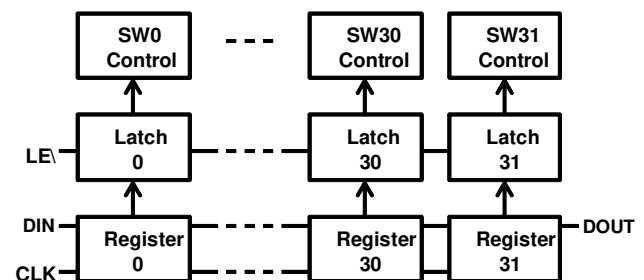 SW0
Control
SW30
Control
SW31
Control
LE\
Latch
0
Latch
30
Latch
31
DIN
CLK
Register
0
Register
30
Register
31
DOUT